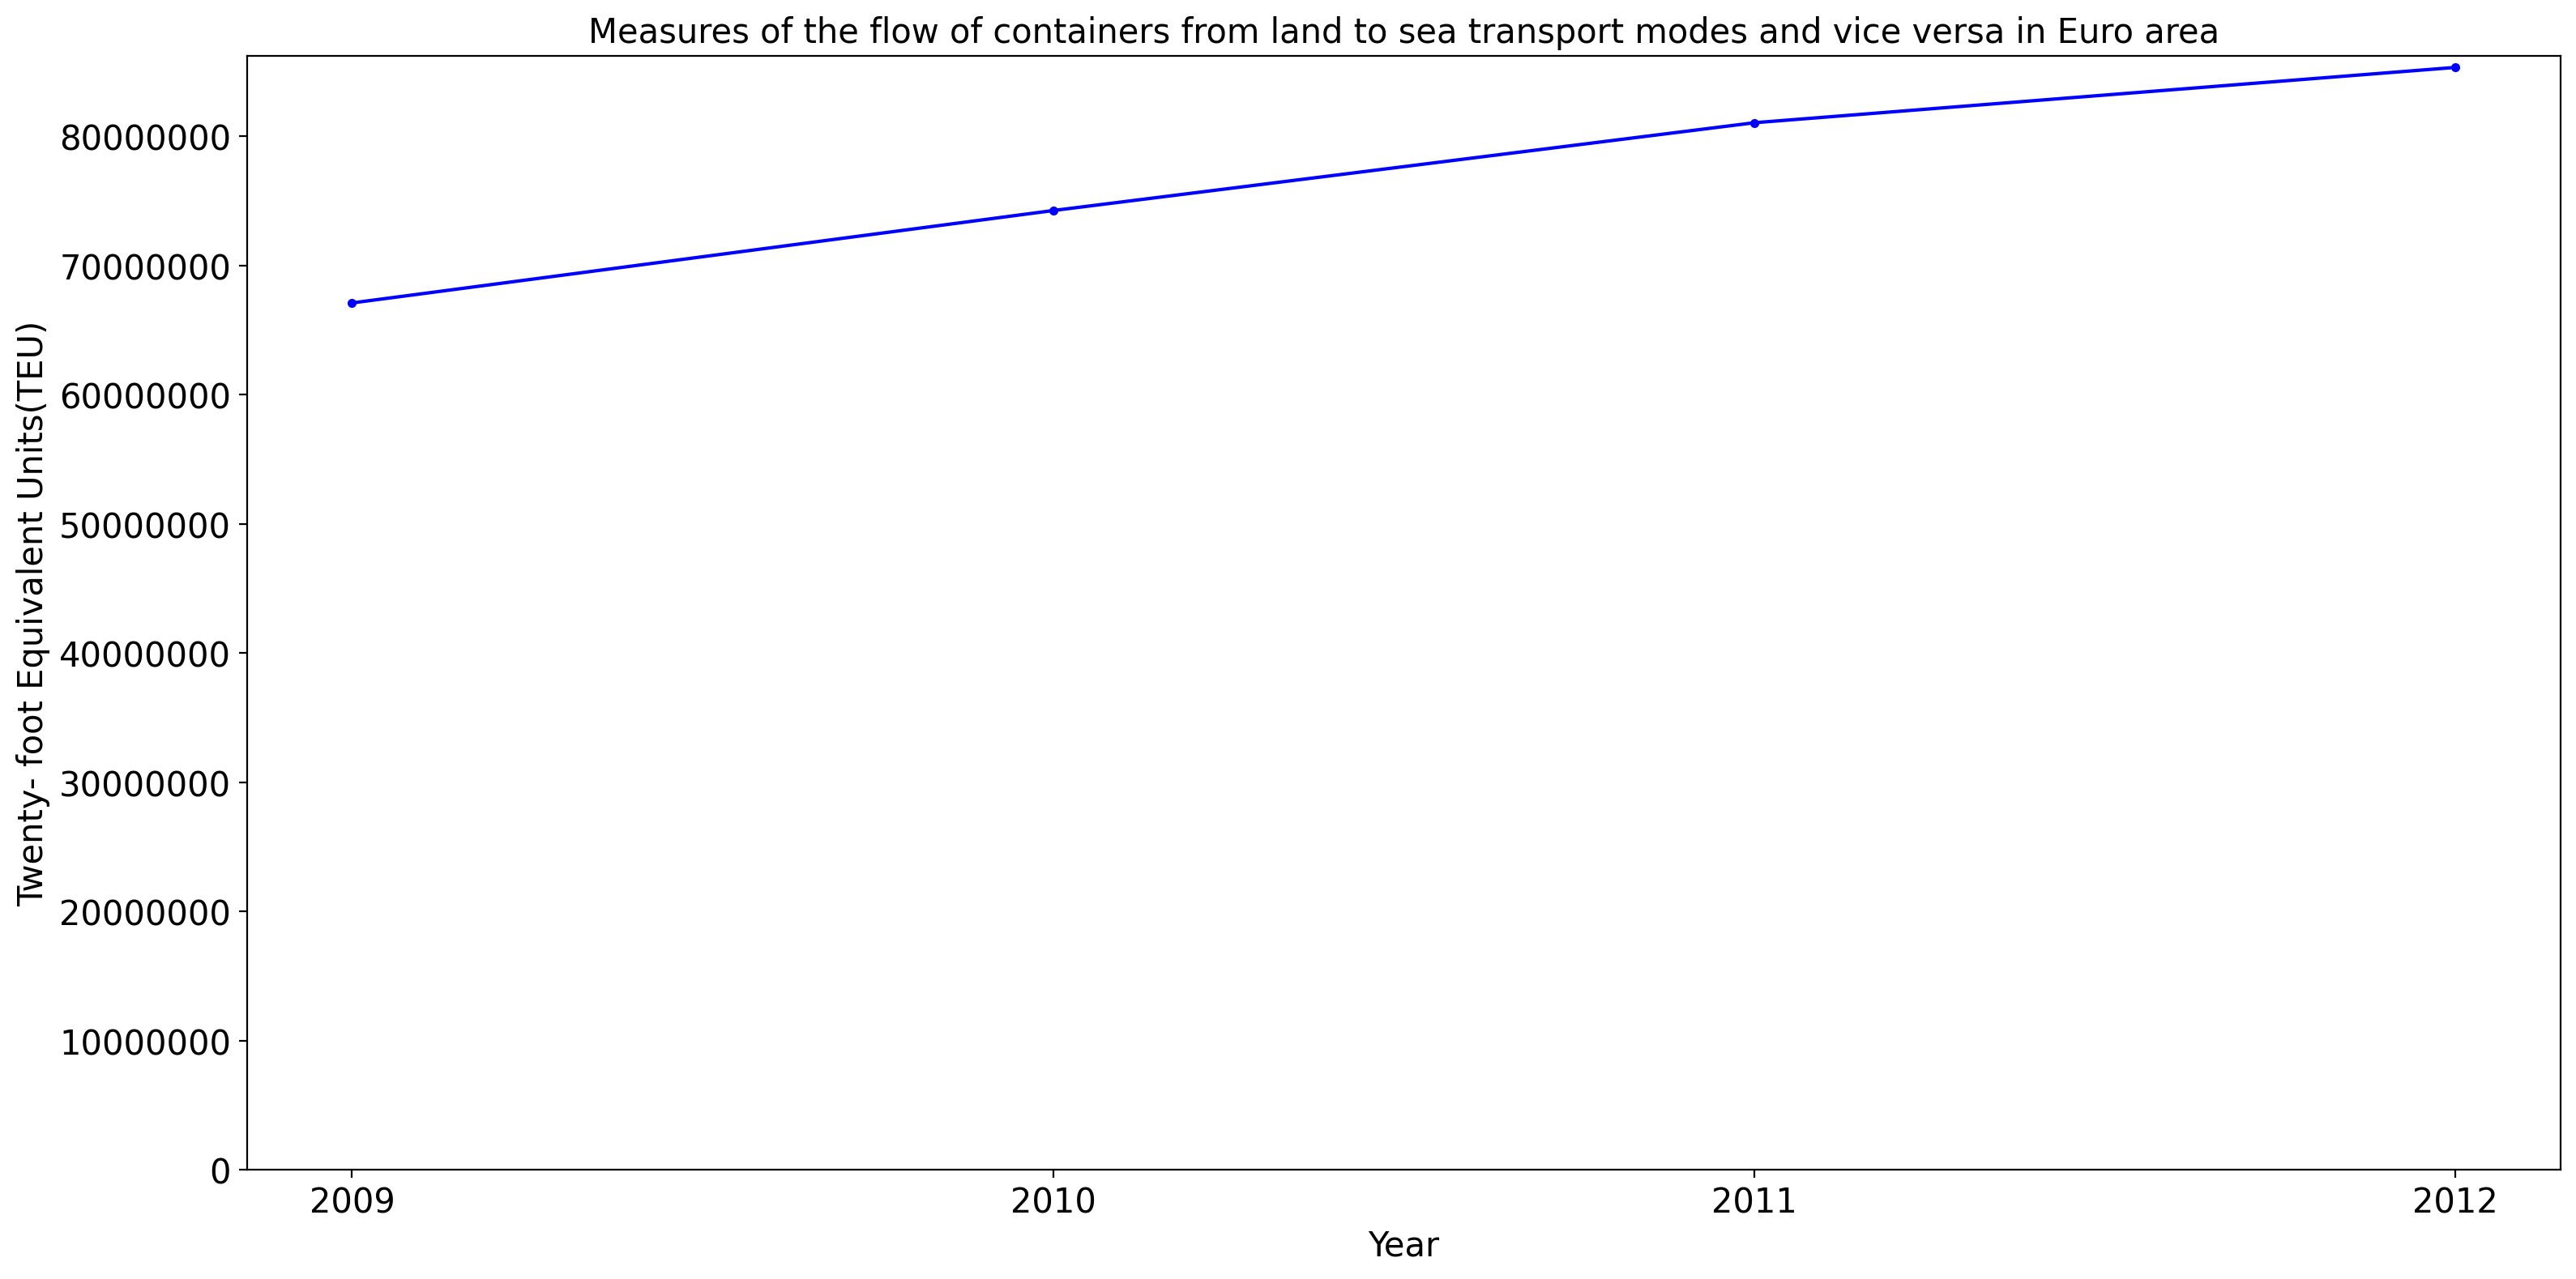 Measures of the flow of containers from land to sea transport modes and vice versa in Euro area
Twenty- foot Equivalent Units(TEU)
80000000
70000000
60000000
50000000
40000000
30000000
20000000
10000000
0
2009 2010 2011 2012
Year